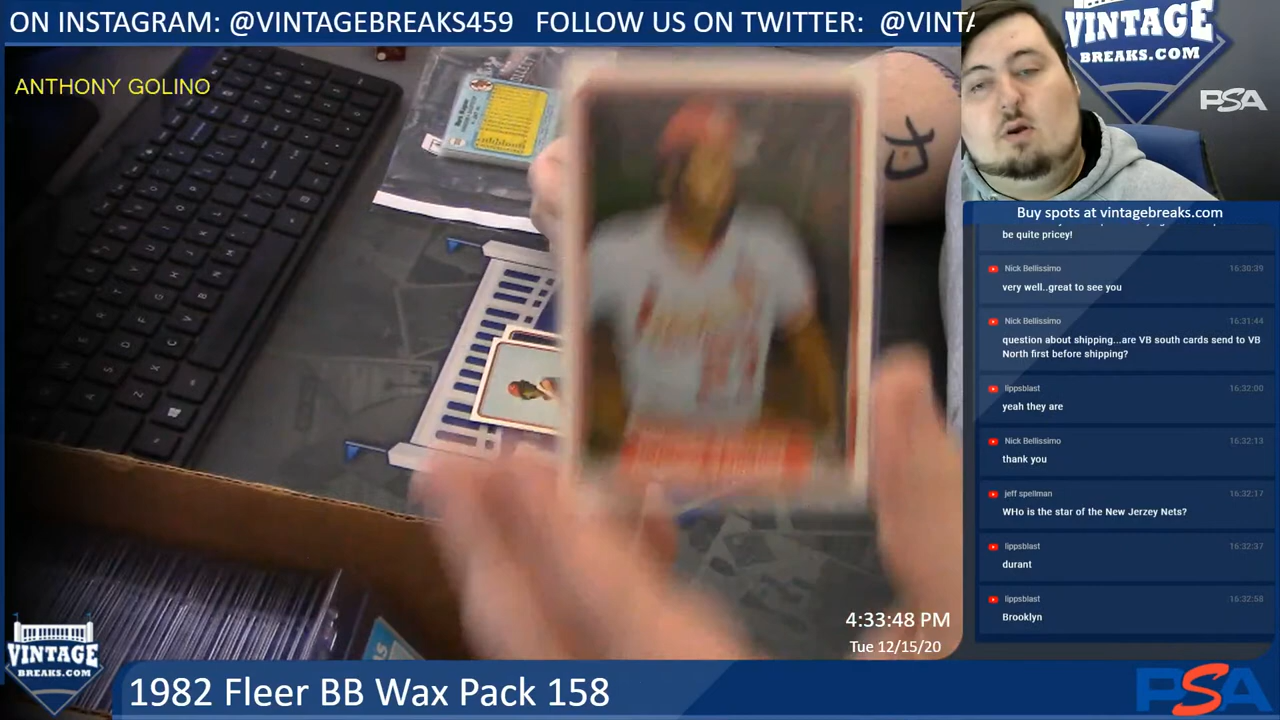 ON INSTAGRAM: @VINTAGEBREAKS459 FOLLOW US ON TWITTER: @VINTA
ANTHONY GOLINO
VINTAGE
BREAKS.COM
PSA
Buy spots at vintagebreaks.com
be quite pricey!
Nick Bellissimo 16:30:39
very well..great to see you
Nick Bellissimo 16:31:44
question about shipping...are VB south cards send to VB
North first before shipping?
lippsblast 16:32:00
yeah they are
Nick Bellissimo 16:32:13
thank you
jeff spellman 16:32:17
WHo is the star of the New Jerzey Nets?
lippsblast 16:32:37
durant
lippsblast 16:32:58
Brooklyn
4:33:48 PM
Tue 12/15/20
VINTAGE
BREAKS.COM
1982 Fleer BB Wax Pack 158
PSA